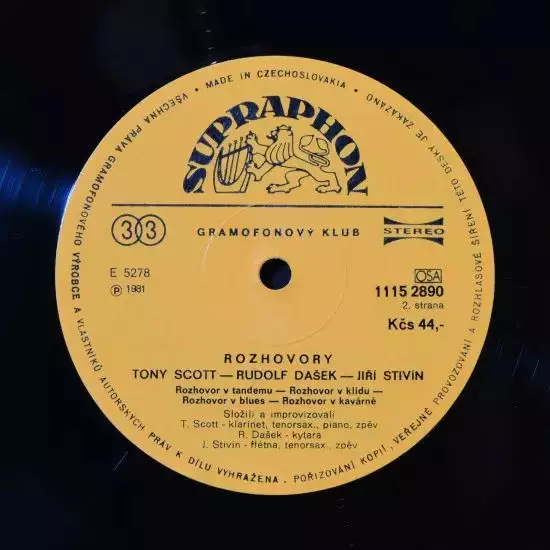 VŠECHNA PRÁVA GRAMOFONOVÉHO VÝROBCE A VLASTNÍKŮ AUTORSKÝCH PRÁV K DÍLU VYHRAŽENA. POŘIZOVÁNÍ KOPIÍ, VEŘEJNÉ PROVOZOVÁNÍ A ROZHLASOVÉ ŠÍŘENÍ TÉTO DESKY JE ZAKÁZÁNO • MADE IN CZECHOSLOVAKIA •
SUPRAPHON
33
GRAMOFONOVÝ KLUB
STEREO
E 5278
Ⓟ 1981
OSA
1115 2890
2. strana
Kčs 44,-
ROZHOVORY
TONY SCOTT — RUDOLF DAŠEK — JIŘÍ STIVÍN
Rozhovor v tandemu — Rozhovor v klidu —
Rozhovor v blues — Rozhovor v kavárně
Složili a improvizovali
T. Scott - klarinet, tenorsax., piano, zpěv
R. Dašek - kytara
J. Stivín - flétna, tenorsax., zpěv